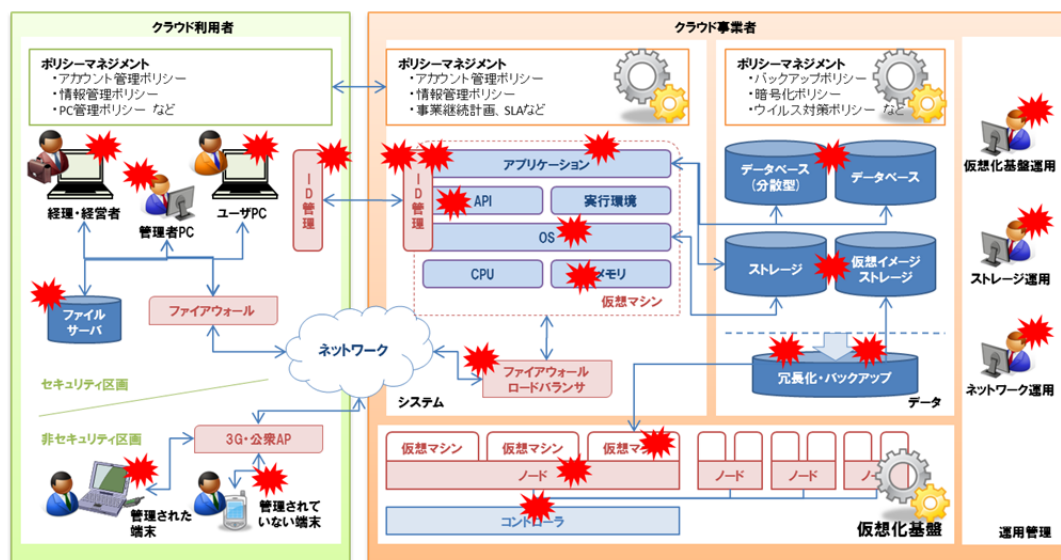 クラウド利用者
ポリシーマネジメント
・アカウント管理ポリシー
・情報管理ポリシー
・PC管理ポリシー など
経理・経営者
管理者PC
ユーザPC
ID管理
ファイル
サーバ
ファイアウォール
セキュリティ区画
非セキュリティ区画
3G・公衆AP
管理された
端末
管理されて
いない端末
ネットワーク
クラウド事業者
ポリシーマネジメント
・アカウント管理ポリシー
・情報管理ポリシー
・事業継続計画、SLAなど
ID管理
アプリケーション
API
実行環境
OS
CPU
メモリ
仮想マシン
ファイアウォール
ロードバランサ
システム
ポリシーマネジメント
・バックアップポリシー
・暗号化ポリシー
・ウイルス対策ポリシー など
データベース
(分散型)
データベース
ストレージ
仮想イメージ
ストレージ
冗長化・バックアップ
データ
仮想マシン
仮想マシン
仮想マシン
ノード
ノード
ノード
ノード
コントローラ
仮想化基盤
仮想化基盤運用
ストレージ運用
ネットワーク運用
運用管理